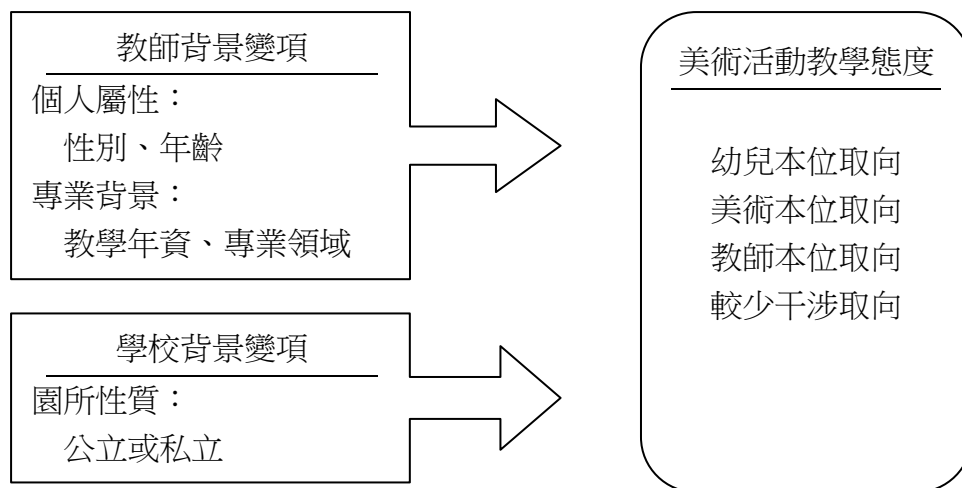 教師背景變項
個人屬性：
性別、年齡
專業背景：
教學年資、專業領域
學校背景變項
園所性質：
公立或私立
美術活動教學態度
幼兒本位取向
美術本位取向
教師本位取向
較少干涉取向